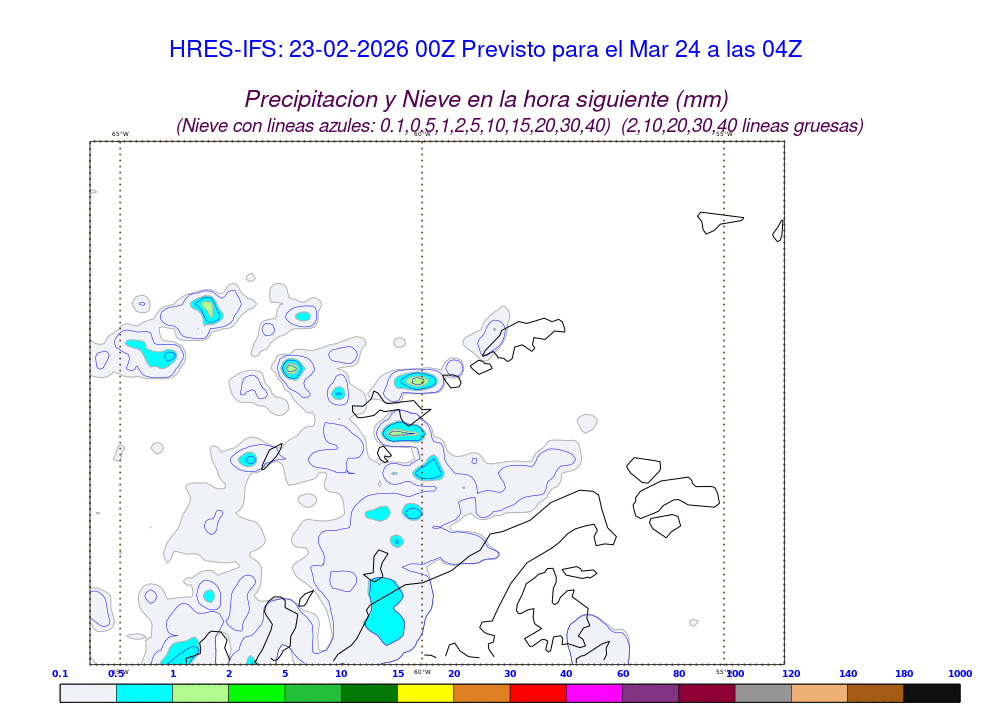 HRES-IFS: 23-02-2026 00Z Previsto para el Mar 24 a las 04Z
Precipitacion y Nieve en la hora siguiente (mm)
(Nieve con lineas azules: 0.1,0.5,1,2,5,10,15,20,30,40)  (2,10,20,30,40 lineas gruesas)
65°W 60°W 55°W
65°W 60°W 55°W
0.1 0.5 1 2 5 10 15 20 30 40 60 80 100 120 140 180 1000